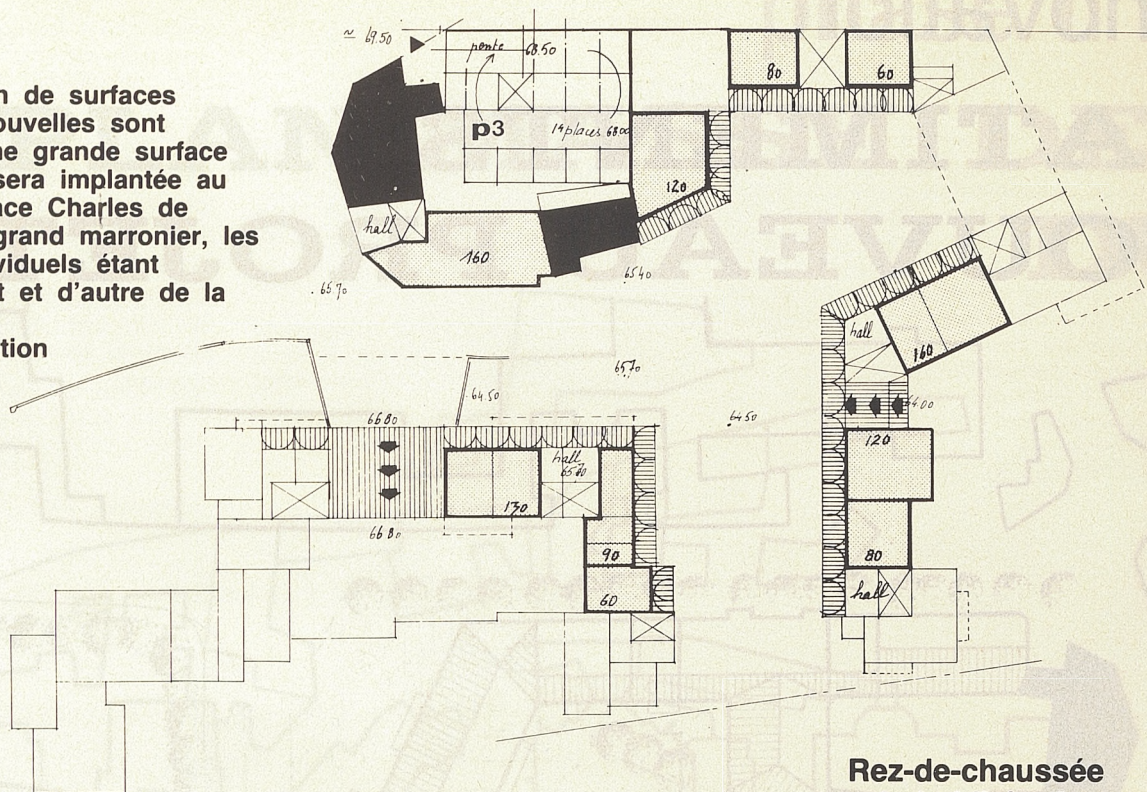 n de surfaces
ouvelles sont
ne grande surface
sera implantée au
ace Charles de
grand marronier, les
viduels étant
t et d'autre de la
tion
≃ 69.50
pente 68.50
p3
14 places 68.00
80
60
120
hall
160
65.40
65.70
hall
160
65.70
64.50
64.50
64.00
66.80
120
hall
65.70
130
66.80
90
80
60
hall
Rez-de-chaussée